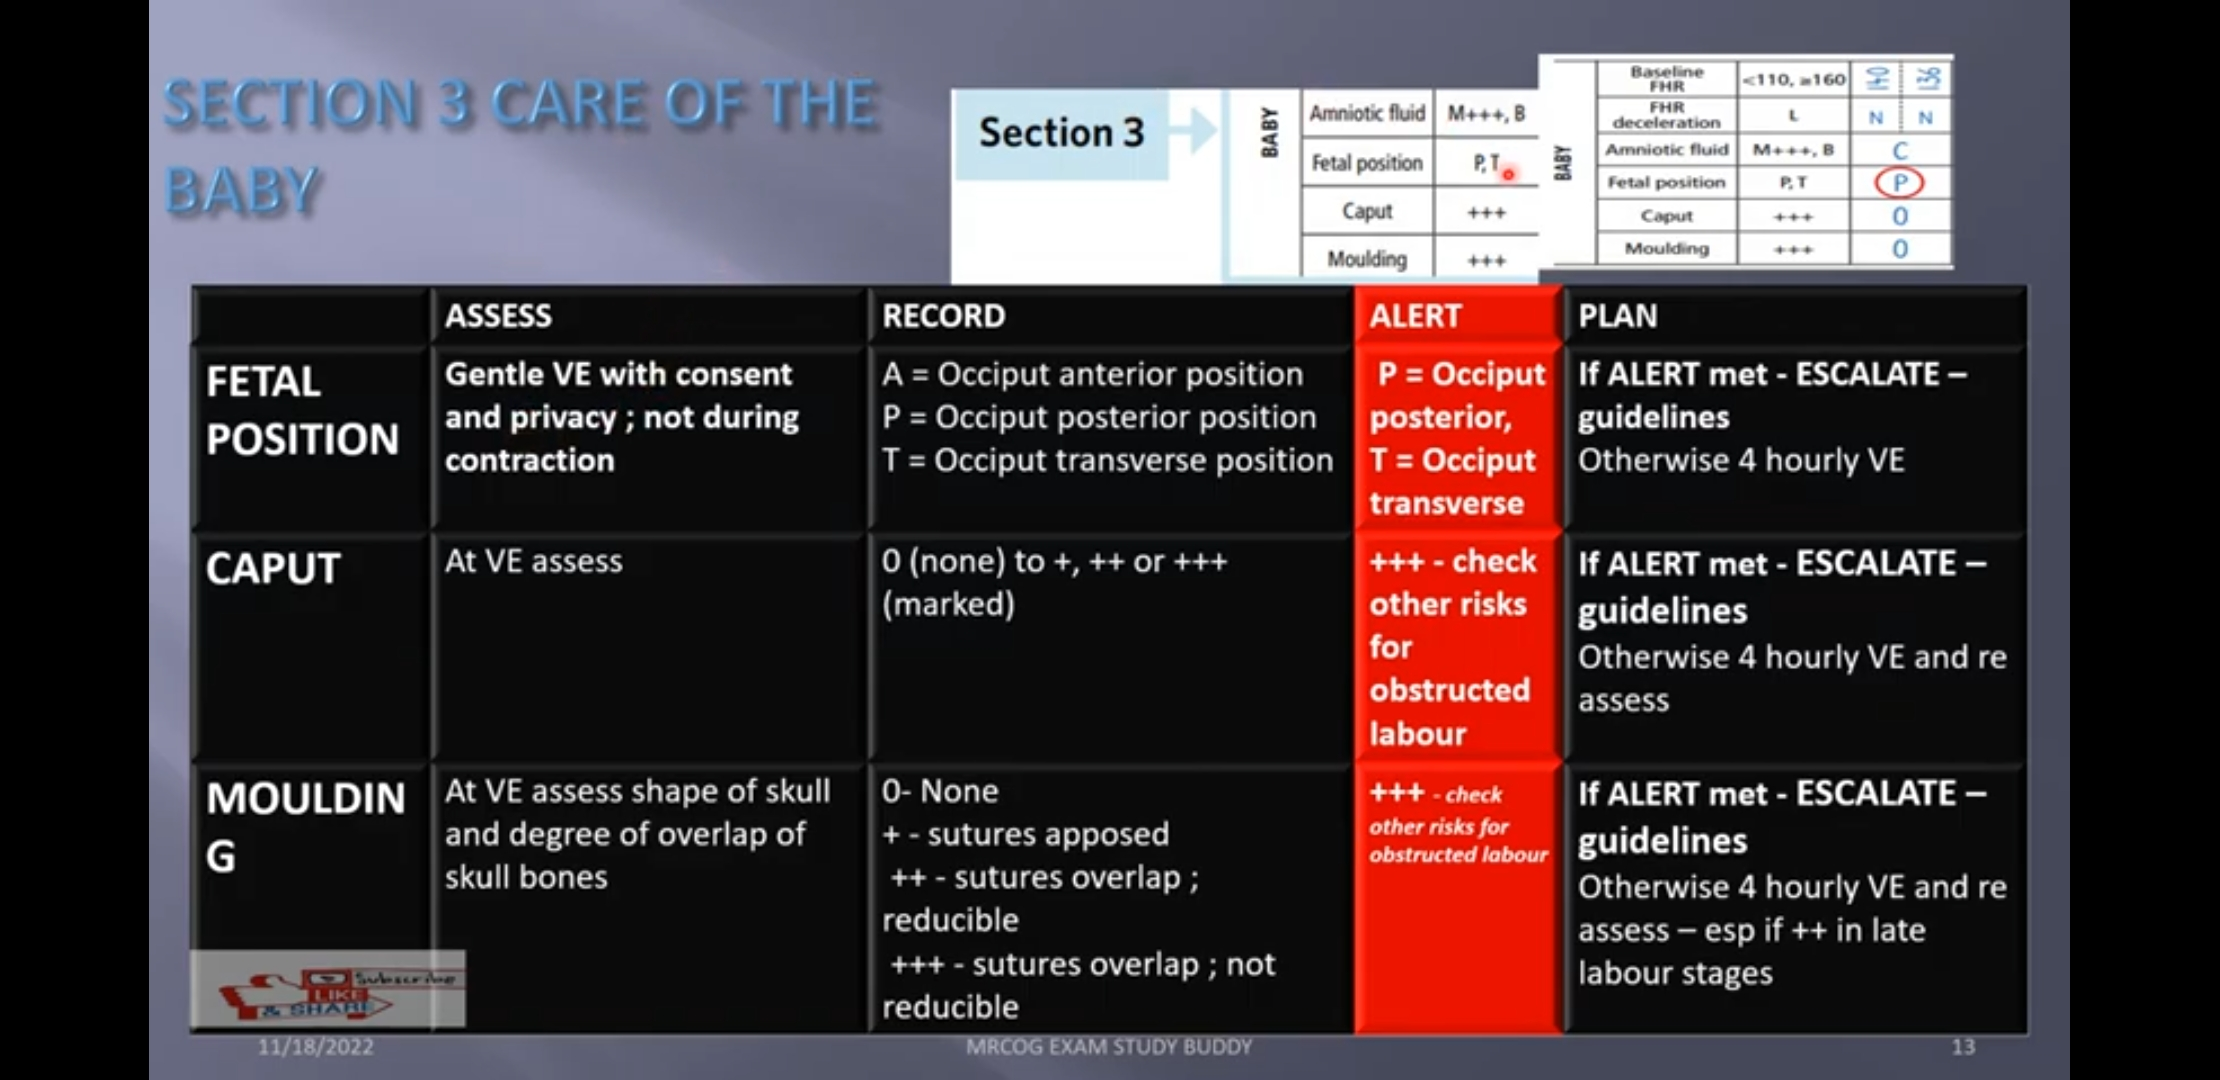 SECTION 3 CARE OF THE
BABY
Section 3
BABY
Amniotic fluid M+++, B
Fetal position P, T
Caput +++
Moulding +++
BABY
Baseline
FHR
<110, ≥160
FHR
deceleration
L N N
Amniotic fluid M+++, B C
Fetal position P, T P
Caput +++ 0
Moulding +++ 0
ASSESS RECORD ALERT PLAN
FETAL
POSITION
Gentle VE with consent
and privacy ; not during
contraction
A = Occiput anterior position
P = Occiput posterior position
T = Occiput transverse position
P = Occiput
posterior,
T = Occiput
transverse
If ALERT met - ESCALATE –
guidelines
Otherwise 4 hourly VE
CAPUT
At VE assess
0 (none) to +, ++ or +++
(marked)
+++ - check
other risks
for
obstructed
labour
If ALERT met - ESCALATE –
guidelines
Otherwise 4 hourly VE and re
assess
MOULDIN
G
At VE assess shape of skull
and degree of overlap of
skull bones
0- None
+ - sutures apposed
++ - sutures overlap ;
reducible
+++ - sutures overlap ; not
reducible
+++ - check
other risks for
obstructed labour
If ALERT met - ESCALATE –
guidelines
Otherwise 4 hourly VE and re
assess – esp if ++ in late
labour stages
Subscribe
LIKE
& SHARE
11/18/2022
MRCOG EXAM STUDY BUDDY
13